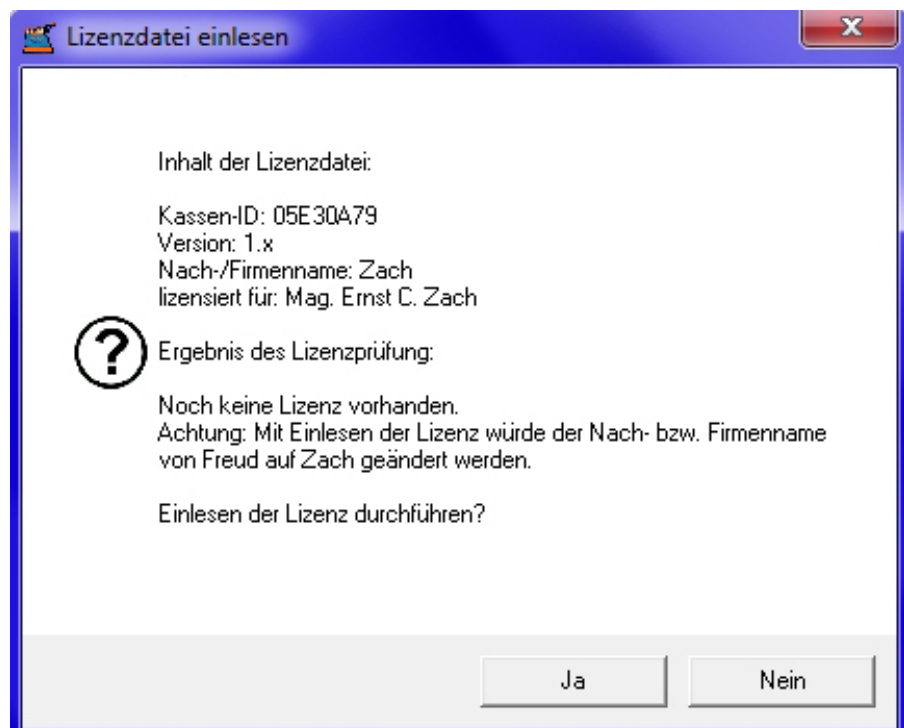 Lizenzdatei einlesen
Inhalt der Lizenzdatei:
Kassen-ID: 05E30A79
Version: 1.x
Nach-/Firmenname: Zach
lizensiert für: Mag. Ernst C. Zach
Ergebnis des Lizenzprüfung:
Noch keine Lizenz vorhanden.
Achtung: Mit Einlesen der Lizenz würde der Nach- bzw. Firmenname
von Freud auf Zach geändert werden.
Einlesen der Lizenz durchführen?
Ja Nein